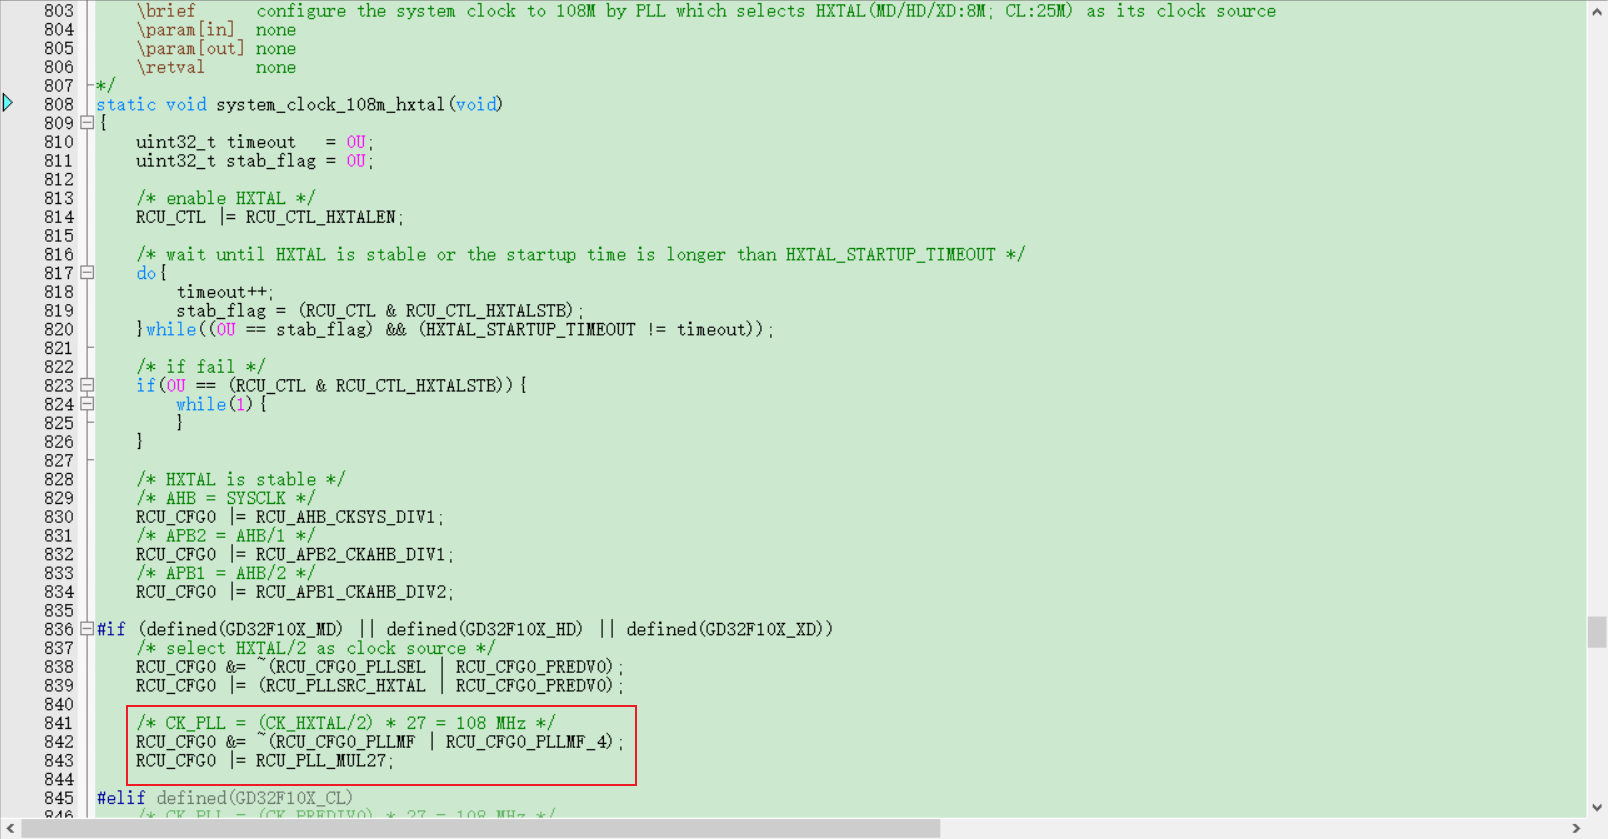 803     \brief      configure the system clock to 108M by PLL which selects HXTAL(MD/HD/XD:8M; CL:25M) as its clock source
804     \param[in]  none
805     \param[out] none
806     \retval     none
807 */
808 static void system_clock_108m_hxtal(void)
809 {
810     uint32_t timeout   = 0U;
811     uint32_t stab_flag = 0U;
812
813     /* enable HXTAL */
814     RCU_CTL |= RCU_CTL_HXTALEN;
815
816     /* wait until HXTAL is stable or the startup time is longer than HXTAL_STARTUP_TIMEOUT */
817     do{
818         timeout++;
819         stab_flag = (RCU_CTL & RCU_CTL_HXTALSTB);
820     }while((0U == stab_flag) && (HXTAL_STARTUP_TIMEOUT != timeout));
821
822     /* if fail */
823     if(0U == (RCU_CTL & RCU_CTL_HXTALSTB)){
824         while(1){
825         }
826     }
827
828     /* HXTAL is stable */
829     /* AHB = SYSCLK */
830     RCU_CFG0 |= RCU_AHB_CKSYS_DIV1;
831     /* APB2 = AHB/1 */
832     RCU_CFG0 |= RCU_APB2_CKAHB_DIV1;
833     /* APB1 = AHB/2 */
834     RCU_CFG0 |= RCU_APB1_CKAHB_DIV2;
835
836 #if (defined(GD32F10X_MD) || defined(GD32F10X_HD) || defined(GD32F10X_XD))
837     /* select HXTAL/2 as clock source */
838     RCU_CFG0 &= ~(RCU_CFG0_PLLSEL | RCU_CFG0_PREDV0);
839     RCU_CFG0 |= (RCU_PLLSRC_HXTAL | RCU_CFG0_PREDV0);
840
841     /* CK_PLL = (CK_HXTAL/2) * 27 = 108 MHz */
842     RCU_CFG0 &= ~(RCU_CFG0_PLLMF | RCU_CFG0_PLLMF_4);
843     RCU_CFG0 |= RCU_PLL_MUL27;
844
845 #elif defined(GD32F10X_CL)
846     /* CK_PLL = (CK_PREDIV0) * 27 = 108 MHz */